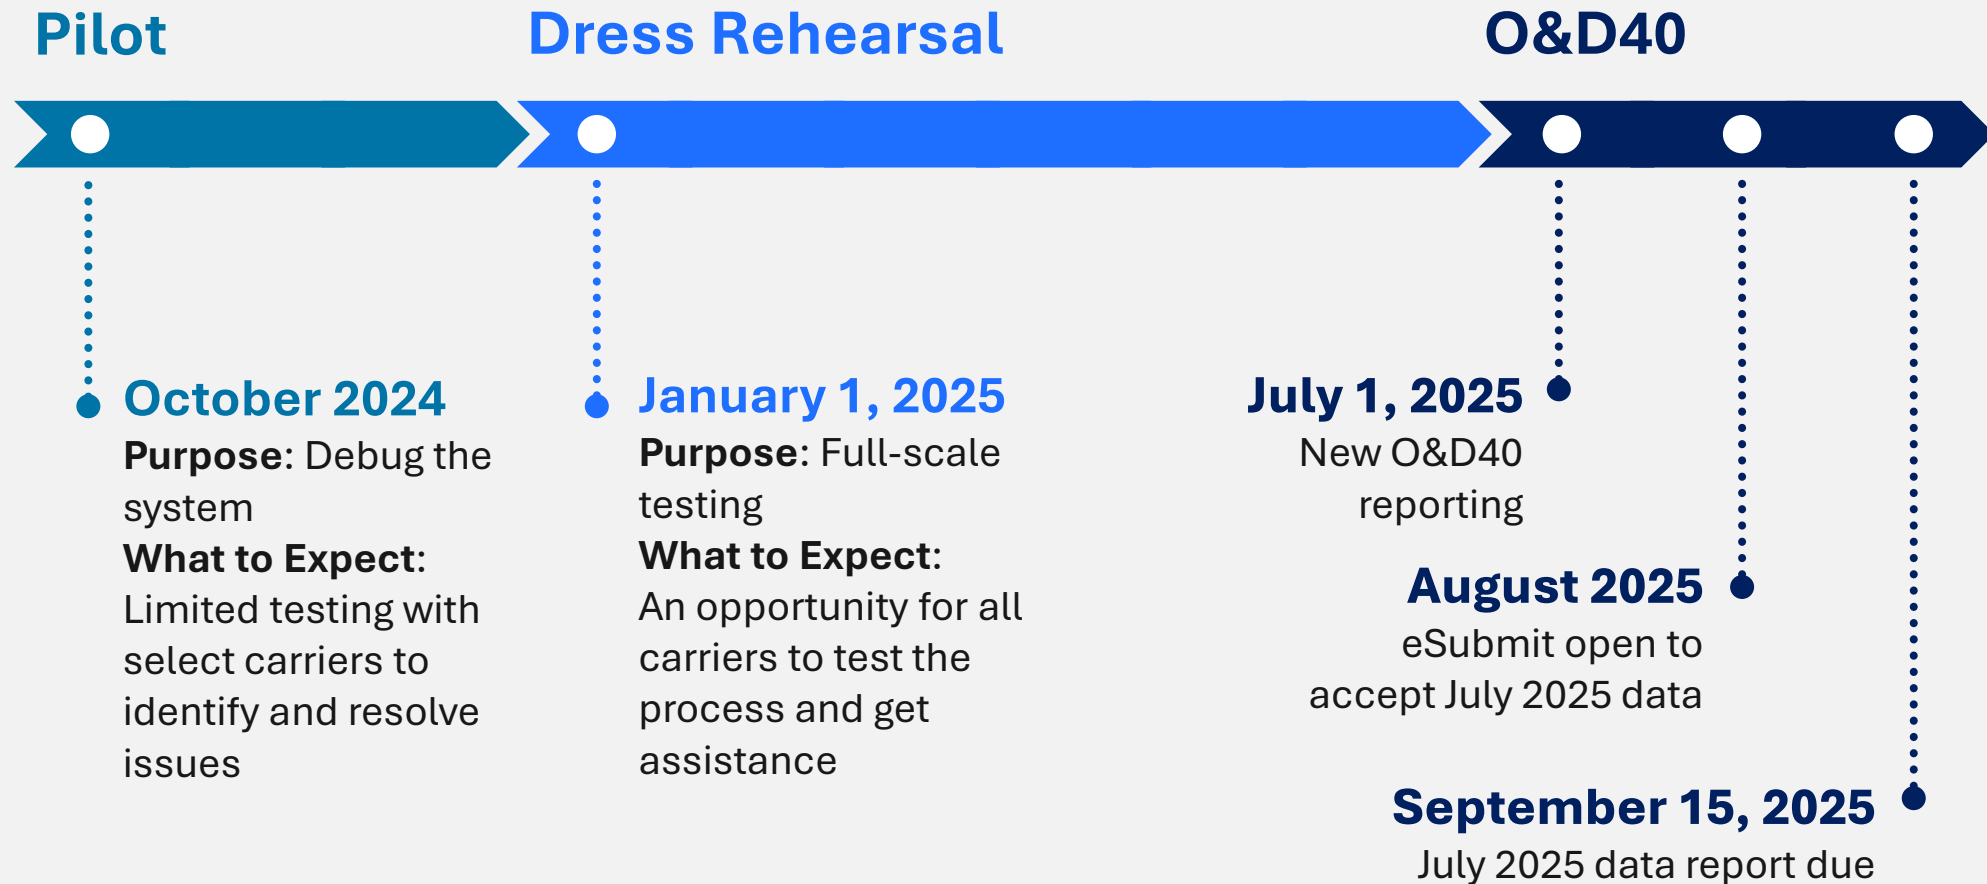 Pilot
Dress Rehearsal
O&D40
October 2024
Purpose: Debug the
system
What to Expect:
Limited testing with
select carriers to
identify and resolve
issues
January 1, 2025
Purpose: Full-scale
testing
What to Expect:
An opportunity for all
carriers to test the
process and get
assistance
July 1, 2025
New O&D40
reporting
August 2025
eSubmit open to
accept July 2025 data
September 15, 2025
July 2025 data report due